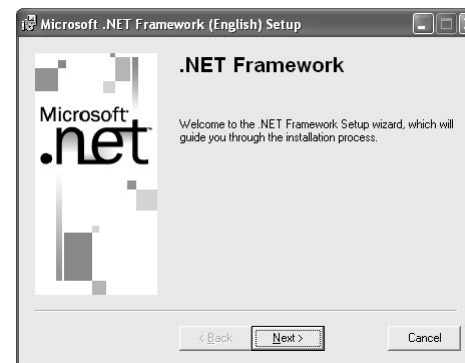 Microsoft .NET Framework (English) Setup
.NET Framework
Microsoft
.net
Welcome to the .NET Framework Setup wizard, which will
guide you through the installation process.
< Back
Next >
Cancel